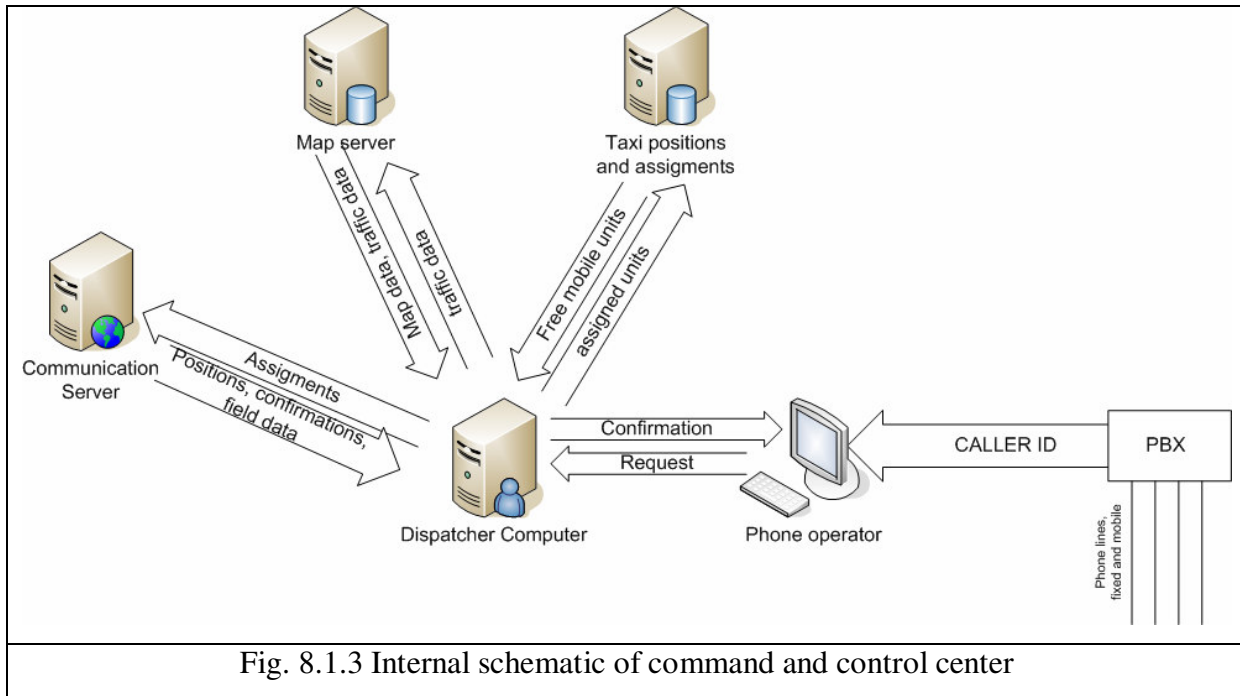 Map server
Taxi positions
and assigments
Map data, traffic data
traffic data
Free mobile units
assigned units
Communication
Server
Assigments
Positions, confirmations,
field data
Confirmation
Request
CALLER ID
PBX
Dispatcher Computer
Phone operator
Phone lines,
fixed and mobile
Fig. 8.1.3 Internal schematic of command and control center